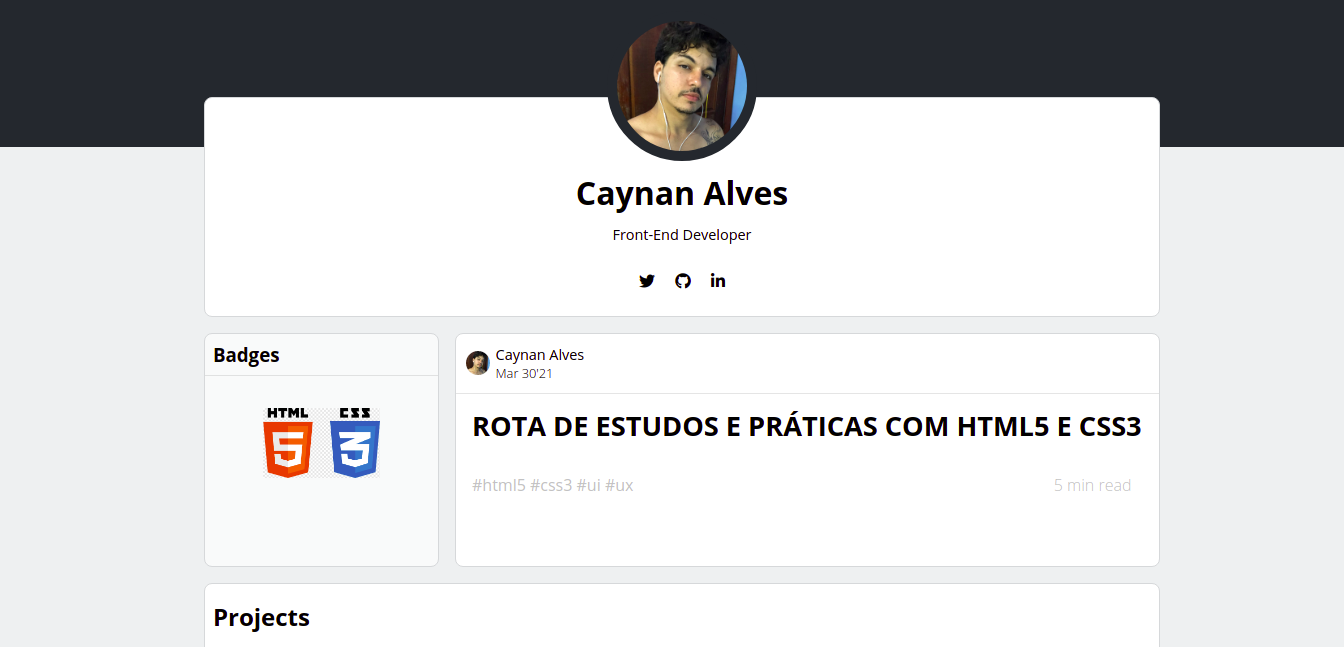 Caynan Alves
Front-End Developer
Badges
HTML CSS
5 3
Caynan Alves
Mar 30'21
ROTA DE ESTUDOS E PRÁTICAS COM HTML5 E CSS3
#html5 #css3 #ui #ux 5 min read
Projects